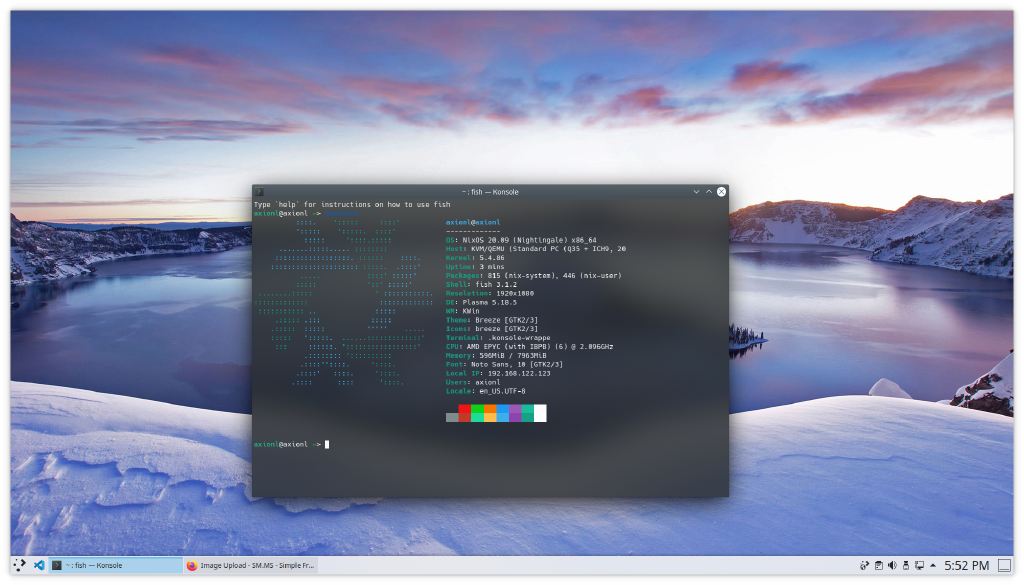 ~ : fish — Konsole
Type `help` for instructions on how to use fish
axionl@axionl ~>
axionl@axionl
-------------
OS: NixOS 20.09 (Nightingale) x86_64
Host: KVM/QEMU (Standard PC (Q35 + ICH9, 20
Kernel: 5.4.86
Uptime: 3 mins
Packages: 815 (nix-system), 446 (nix-user)
Shell: fish 3.1.2
Resolution: 1920x1080
DE: Plasma 5.18.5
WM: KWin
Theme: Breeze [GTK2/3]
Icons: breeze [GTK2/3]
Terminal: .konsole-wrappe
CPU: AMD EPYC (with IBPB) (6) @ 2.096GHz
Memory: 596MiB / 7963MiB
Font: Noto Sans, 10 [GTK2/3]
Local IP: 192.168.122.123
Users: axionl
Locale: en_US.UTF-8
axionl@axionl ~>
~ : fish — Konsole
Image Upload - SM.MS - Simple Fr...
5:52 PM